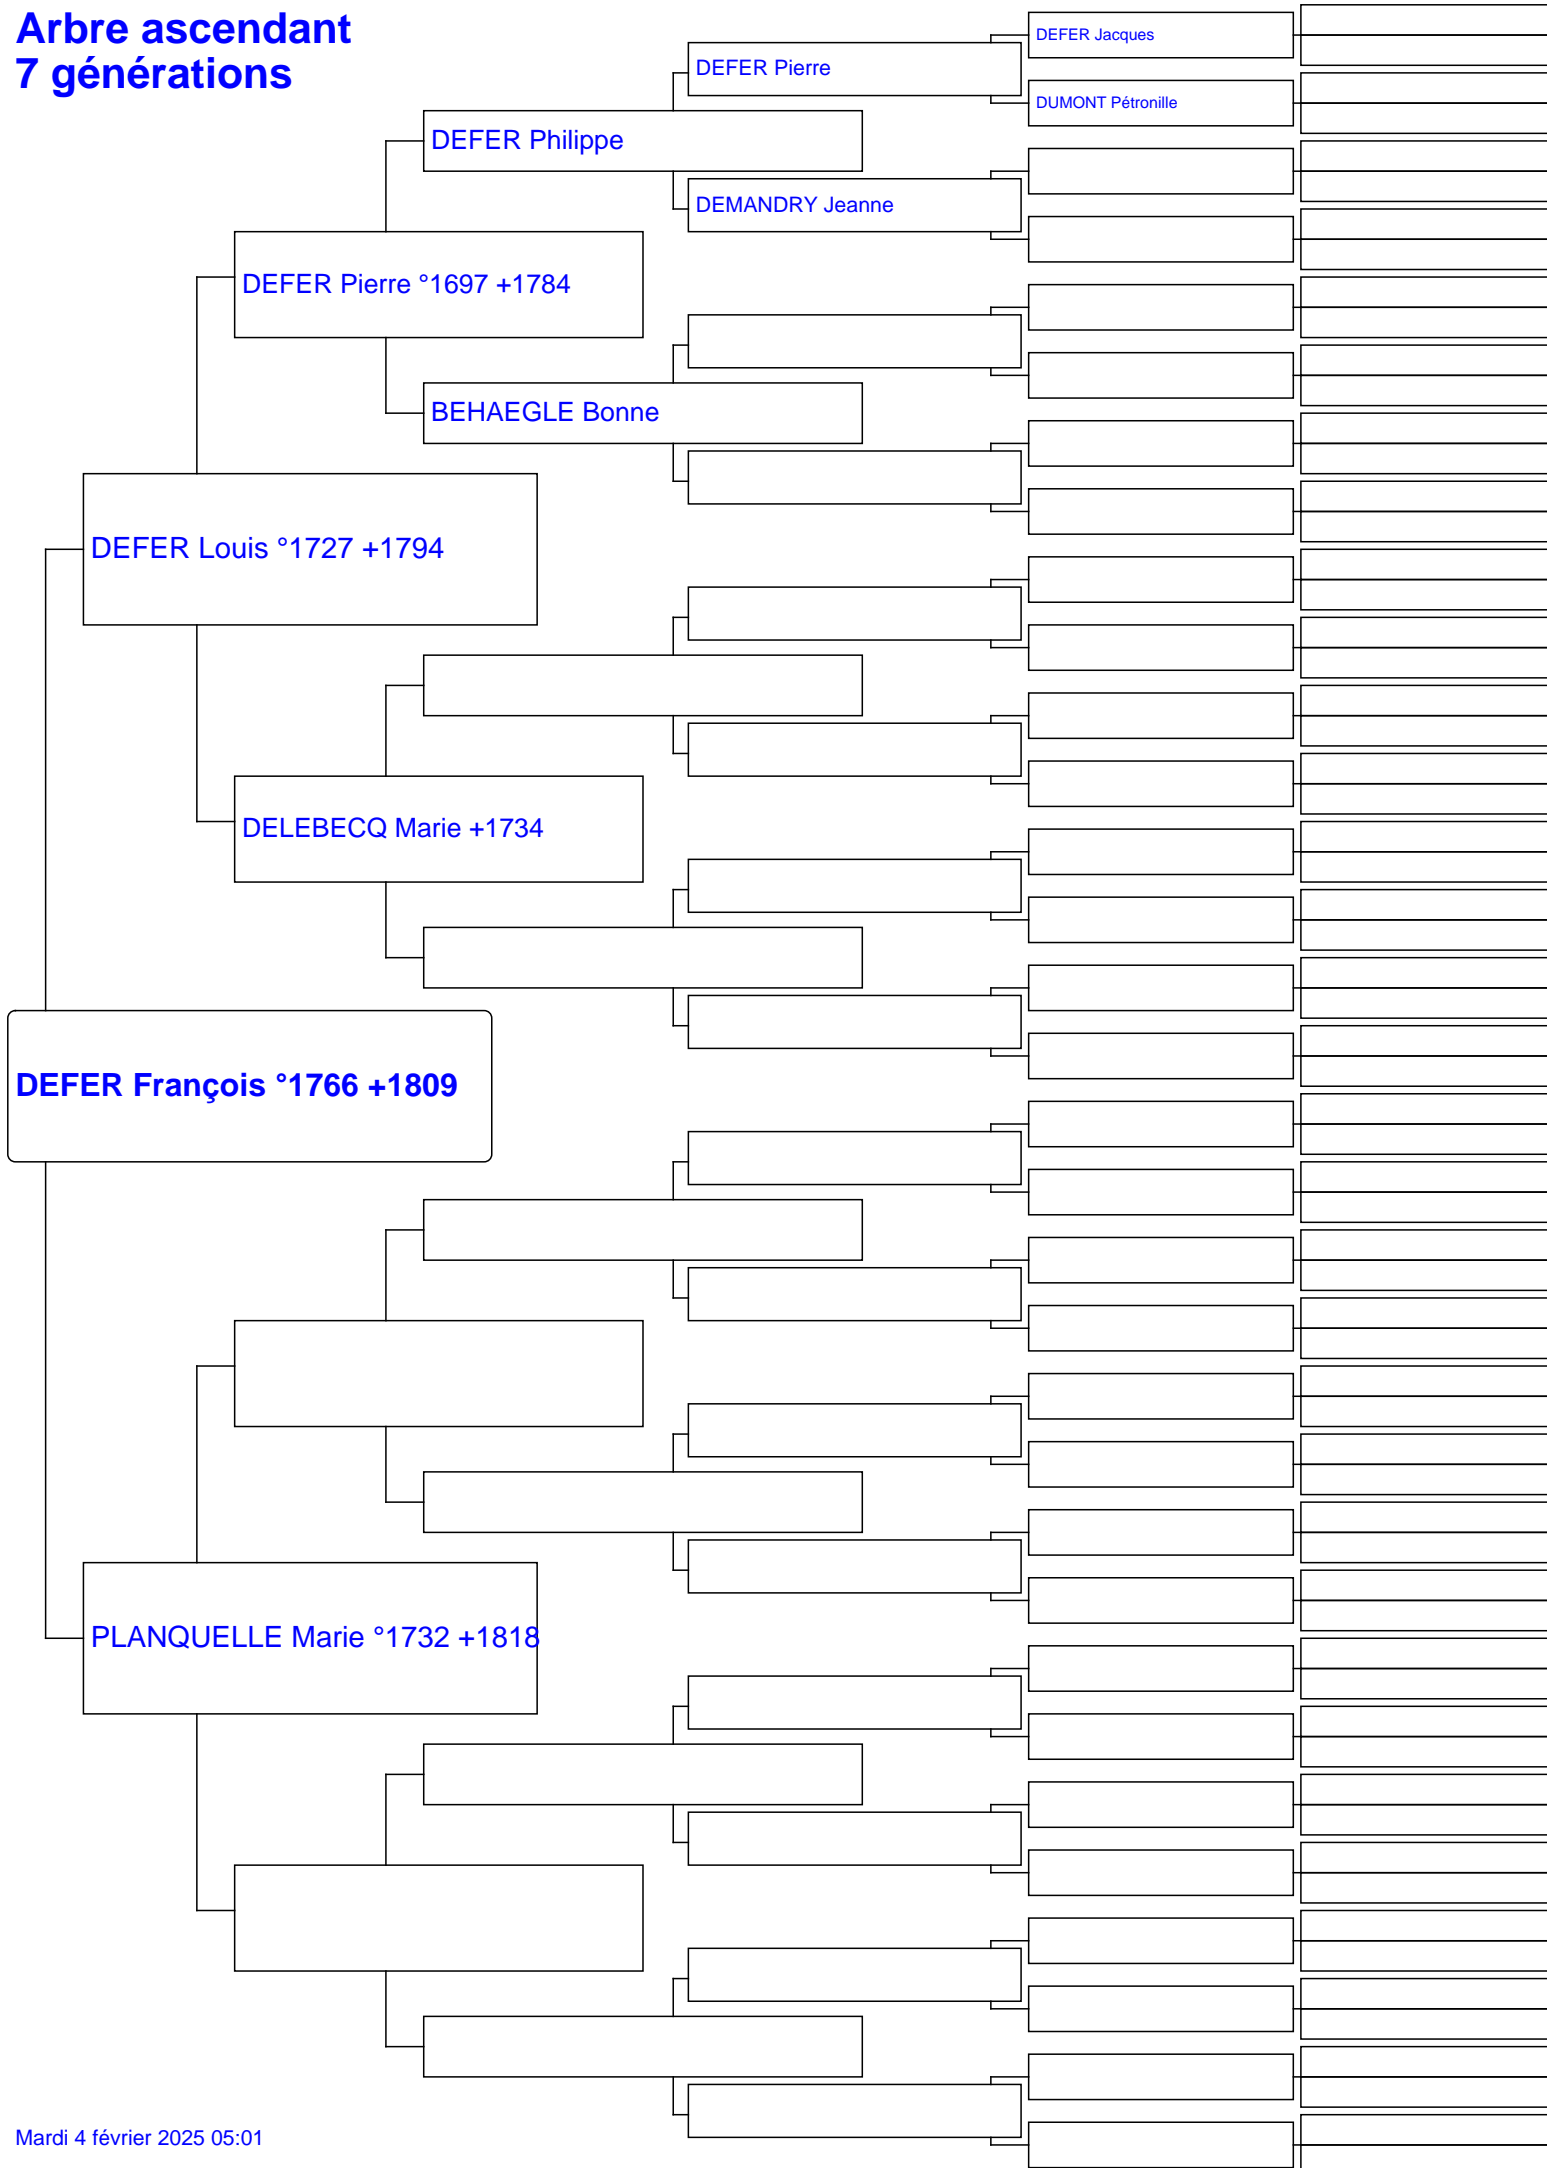 Arbre ascendant
7 générations
DEFER Jacques
DEFER Pierre
DUMONT Pétronille
DEFER Philippe
DEMANDRY Jeanne
DEFER Pierre °1697 +1784
BEHAEGLE Bonne
DEFER Louis °1727 +1794
DELEBECQ Marie +1734
DEFER François °1766 +1809
PLANQUELLE Marie °1732 +1818
Mardi 4 février 2025 05:01